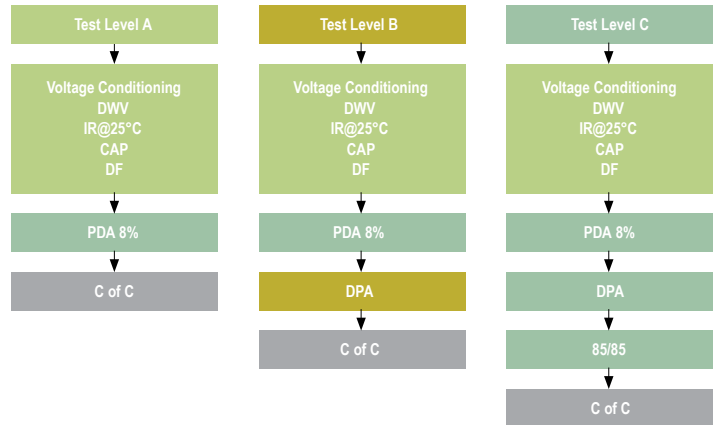 Test Level A
Voltage Conditioning
DWV
IR@25°C
CAP
DF
PDA 8%
C of C
Test Level B
Voltage Conditioning
DWV
IR@25°C
CAP
DF
PDA 8%
DPA
C of C
Test Level C
Voltage Conditioning
DWV
IR@25°C
CAP
DF
PDA 8%
DPA
85/85
C of C